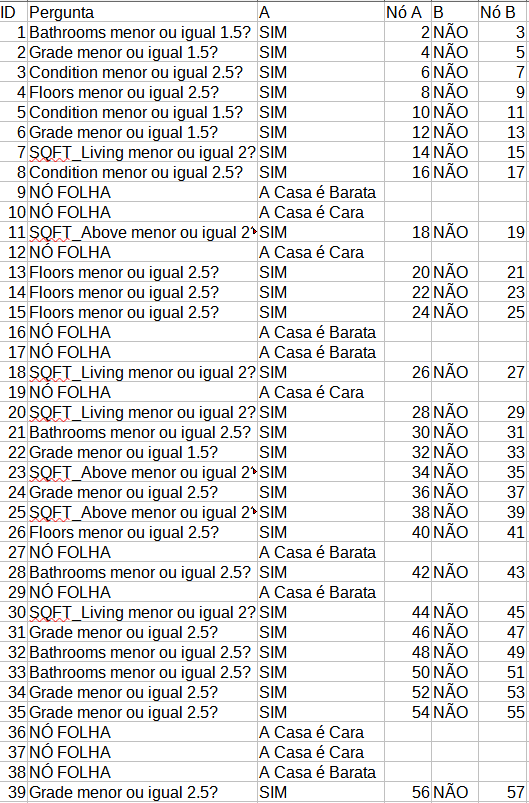 ID Pergunta A Nó A B Nó B
1 Bathrooms menor ou igual 1.5? SIM 2 NÃO 3
2 Grade menor ou igual 1.5? SIM 4 NÃO 5
3 Condition menor ou igual 2.5? SIM 6 NÃO 7
4 Floors menor ou igual 2.5? SIM 8 NÃO 9
5 Condition menor ou igual 1.5? SIM 10 NÃO 11
6 Grade menor ou igual 1.5? SIM 12 NÃO 13
7 SQFT_Living menor ou igual 2? SIM 14 NÃO 15
8 Condition menor ou igual 2.5? SIM 16 NÃO 17
9 NÓ FOLHA A Casa é Barata
10 NÓ FOLHA A Casa é Cara
11 SQFT_Above menor ou igual 2 SIM 18 NÃO 19
12 NÓ FOLHA A Casa é Cara
13 Floors menor ou igual 2.5? SIM 20 NÃO 21
14 Floors menor ou igual 2.5? SIM 22 NÃO 23
15 Floors menor ou igual 2.5? SIM 24 NÃO 25
16 NÓ FOLHA A Casa é Barata
17 NÓ FOLHA A Casa é Barata
18 SQFT_Living menor ou igual 2? SIM 26 NÃO 27
19 NÓ FOLHA A Casa é Cara
20 SQFT_Living menor ou igual 2? SIM 28 NÃO 29
21 Bathrooms menor ou igual 2.5? SIM 30 NÃO 31
22 Grade menor ou igual 1.5? SIM 32 NÃO 33
23 SQFT_Above menor ou igual 2 SIM 34 NÃO 35
24 Grade menor ou igual 2.5? SIM 36 NÃO 37
25 SQFT_Above menor ou igual 2 SIM 38 NÃO 39
26 Floors menor ou igual 2.5? SIM 40 NÃO 41
27 NÓ FOLHA A Casa é Barata
28 Bathrooms menor ou igual 2.5? SIM 42 NÃO 43
29 NÓ FOLHA A Casa é Barata
30 SQFT_Living menor ou igual 2? SIM 44 NÃO 45
31 Grade menor ou igual 2.5? SIM 46 NÃO 47
32 Bathrooms menor ou igual 2.5? SIM 48 NÃO 49
33 Bathrooms menor ou igual 2.5? SIM 50 NÃO 51
34 Grade menor ou igual 2.5? SIM 52 NÃO 53
35 Grade menor ou igual 2.5? SIM 54 NÃO 55
36 NÓ FOLHA A Casa é Cara
37 NÓ FOLHA A Casa é Cara
38 NÓ FOLHA A Casa é Barata
39 Grade menor ou igual 2.5? SIM 56 NÃO 57